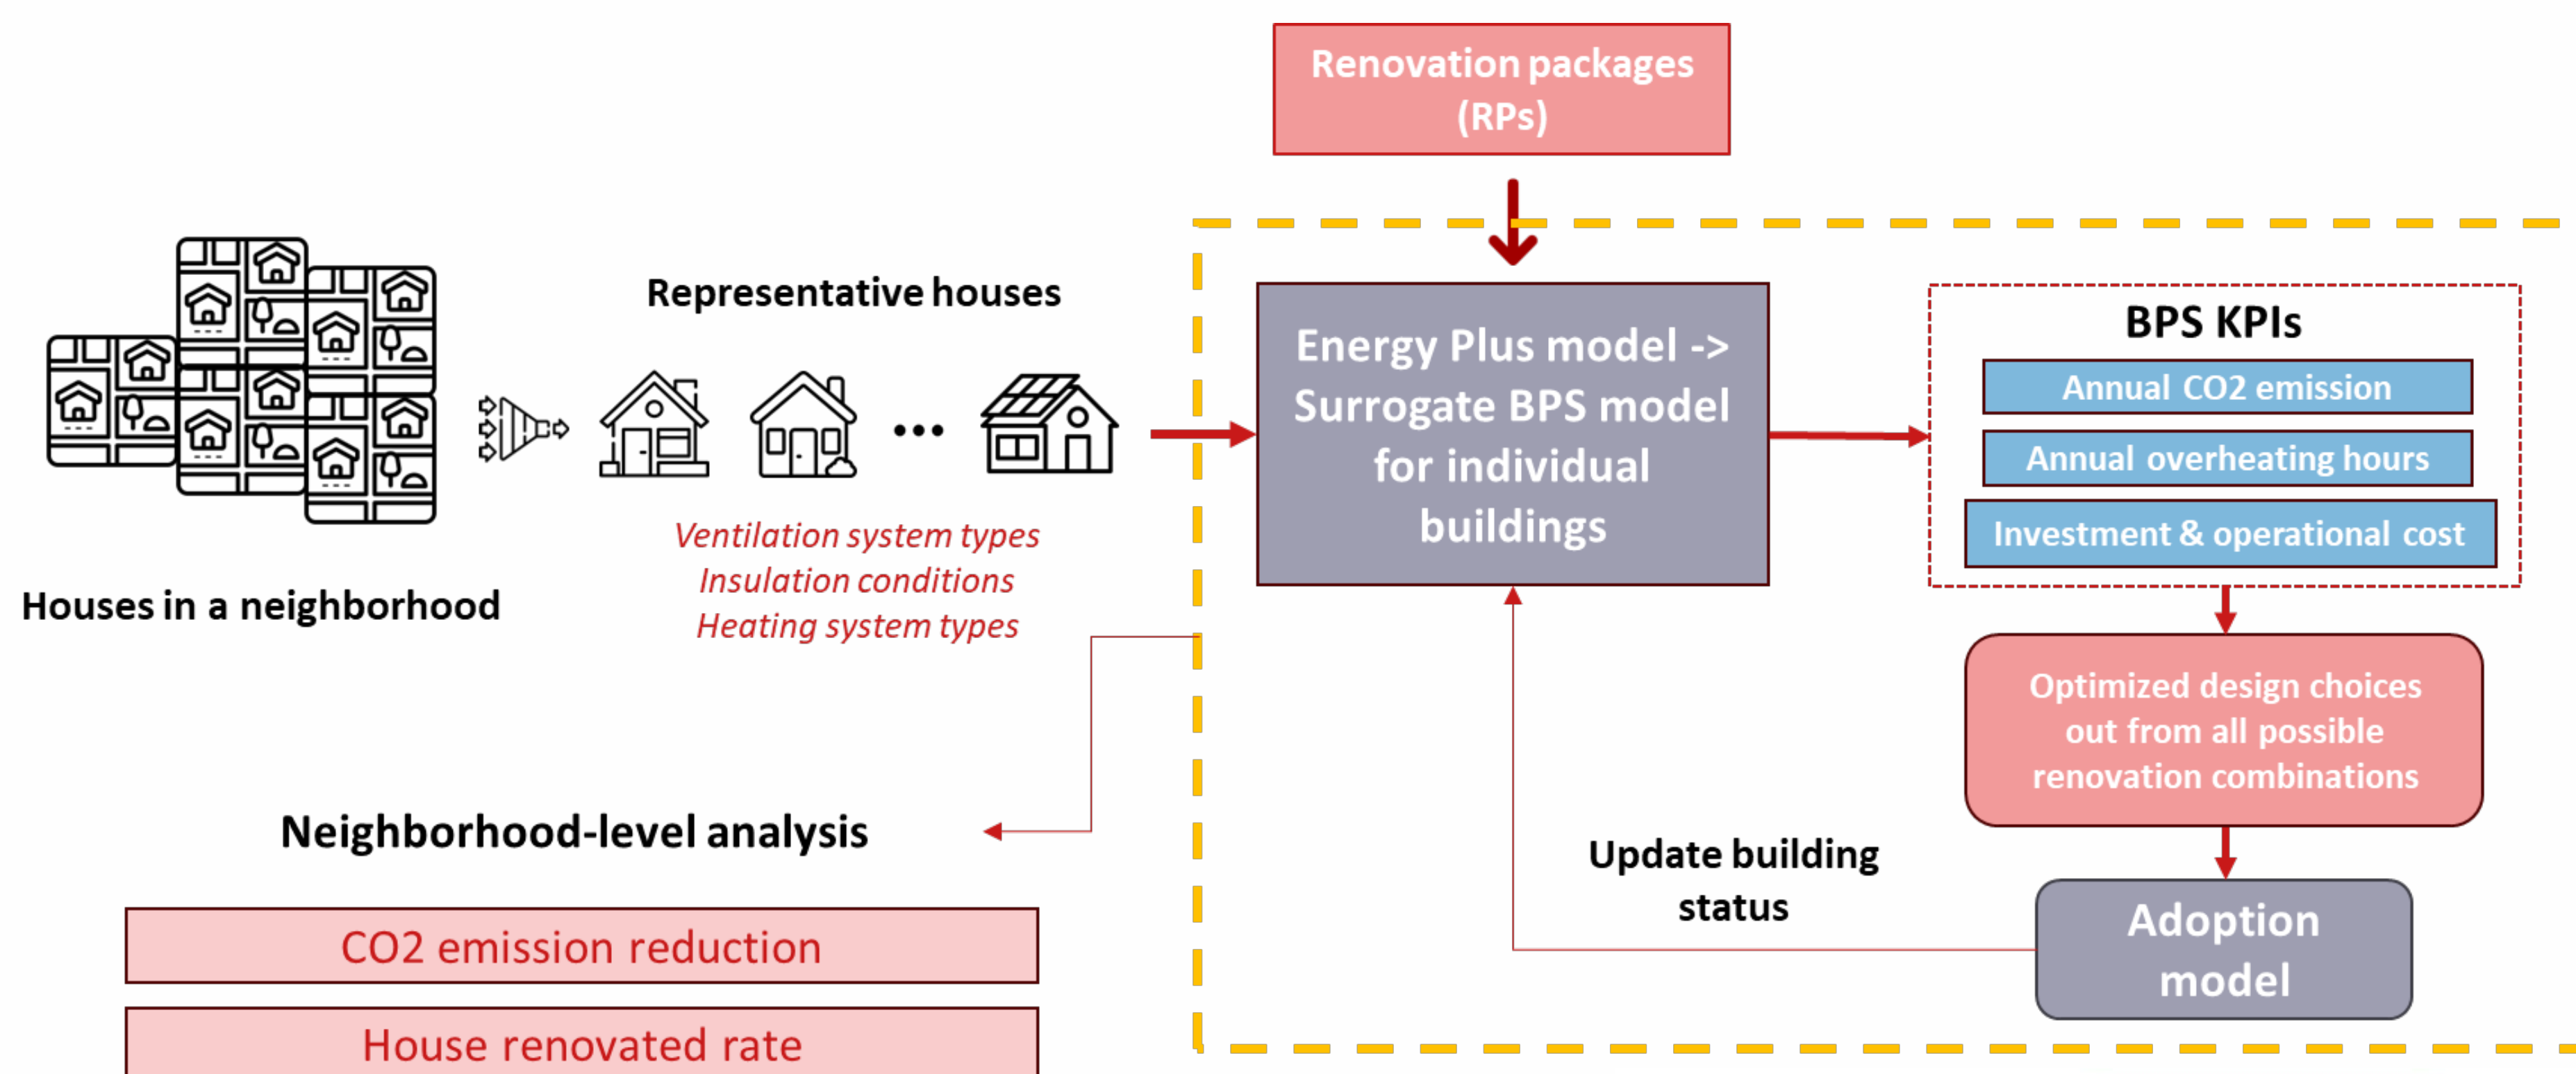 Renovation packages
(RPs)
Representative houses
Ventilation system types
Insulation conditions
Heating system types
Houses in a neighborhood
Energy Plus model ->
Surrogate BPS model
for individual
buildings
BPS KPIs
Annual CO2 emission
Annual overheating hours
Investment & operational cost
Optimized design choices
out from all possible
renovation combinations
Adoption
model
Update building
status
Neighborhood-level analysis
CO2 emission reduction
House renovated rate